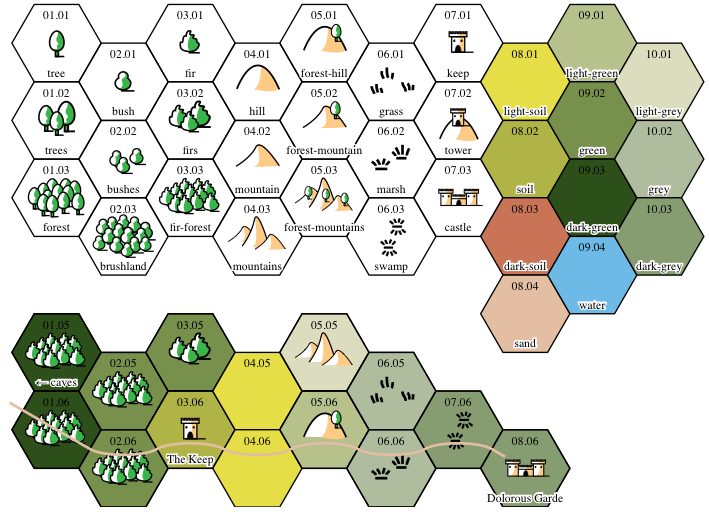 01.01
tree
02.01
bush
03.01
fir
04.01
hill
05.01
forest-hill
06.01
grass
07.01
keep
08.01
light-soil
09.01
light-green
10.01
light-grey
01.02
trees
02.02
bushes
03.02
firs
04.02
mountain
05.02
forest-mountain
06.02
marsh
07.02
tower
08.02
soil
09.02
green
10.02
grey
01.03
forest
02.03
brushland
03.03
fir-forest
04.03
mountains
05.03
forest-mountains
06.03
swamp
07.03
castle
08.03
dark-soil
09.03
dark-green
10.03
dark-grey
08.04
sand
09.04
water
01.05
←caves
02.05
03.05
04.05
05.05
06.05
01.06
02.06
03.06
The Keep
04.06
05.06
06.06
07.06
08.06
Dolorous Garde